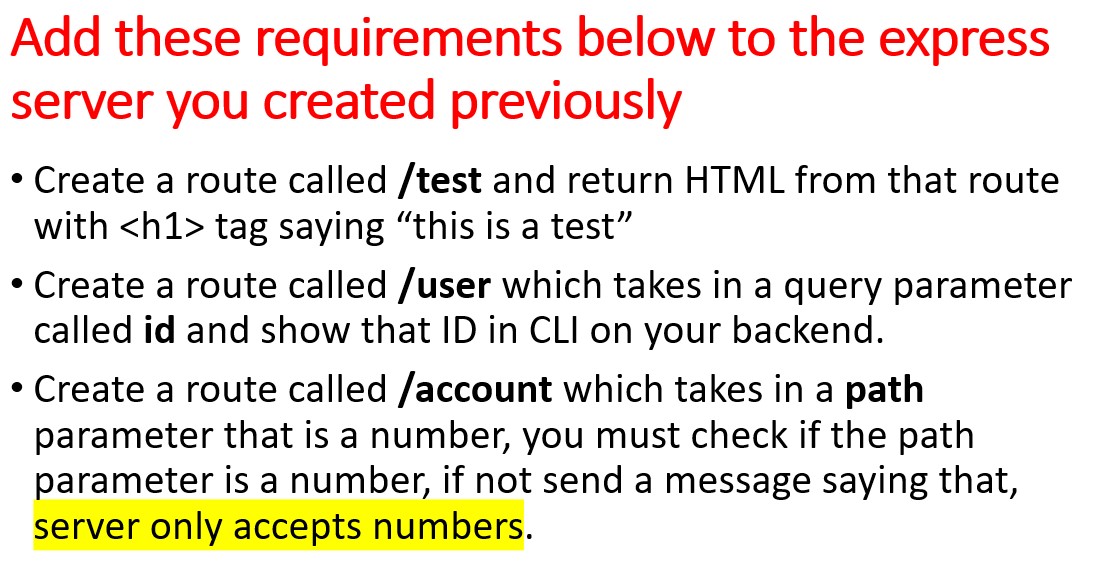 Add these requirements below to the express
server you created previously
• Create a route called /test and return HTML from that route
with <h1> tag saying “this is a test”
• Create a route called /user which takes in a query parameter
called id and show that ID in CLI on your backend.
• Create a route called /account which takes in a path
parameter that is a number, you must check if the path
parameter is a number, if not send a message saying that,
server only accepts numbers.